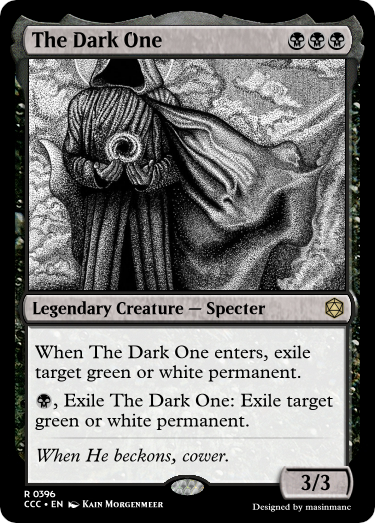 The Dark One
Legendary Creature — Specter
When The Dark One enters, exile
target green or white permanent.
, Exile The Dark One: Exile target
green or white permanent.
When He beckons, cower.
3/3
R 0396
CCC • EN Kain Morgenmeer
Designed by masinmanc